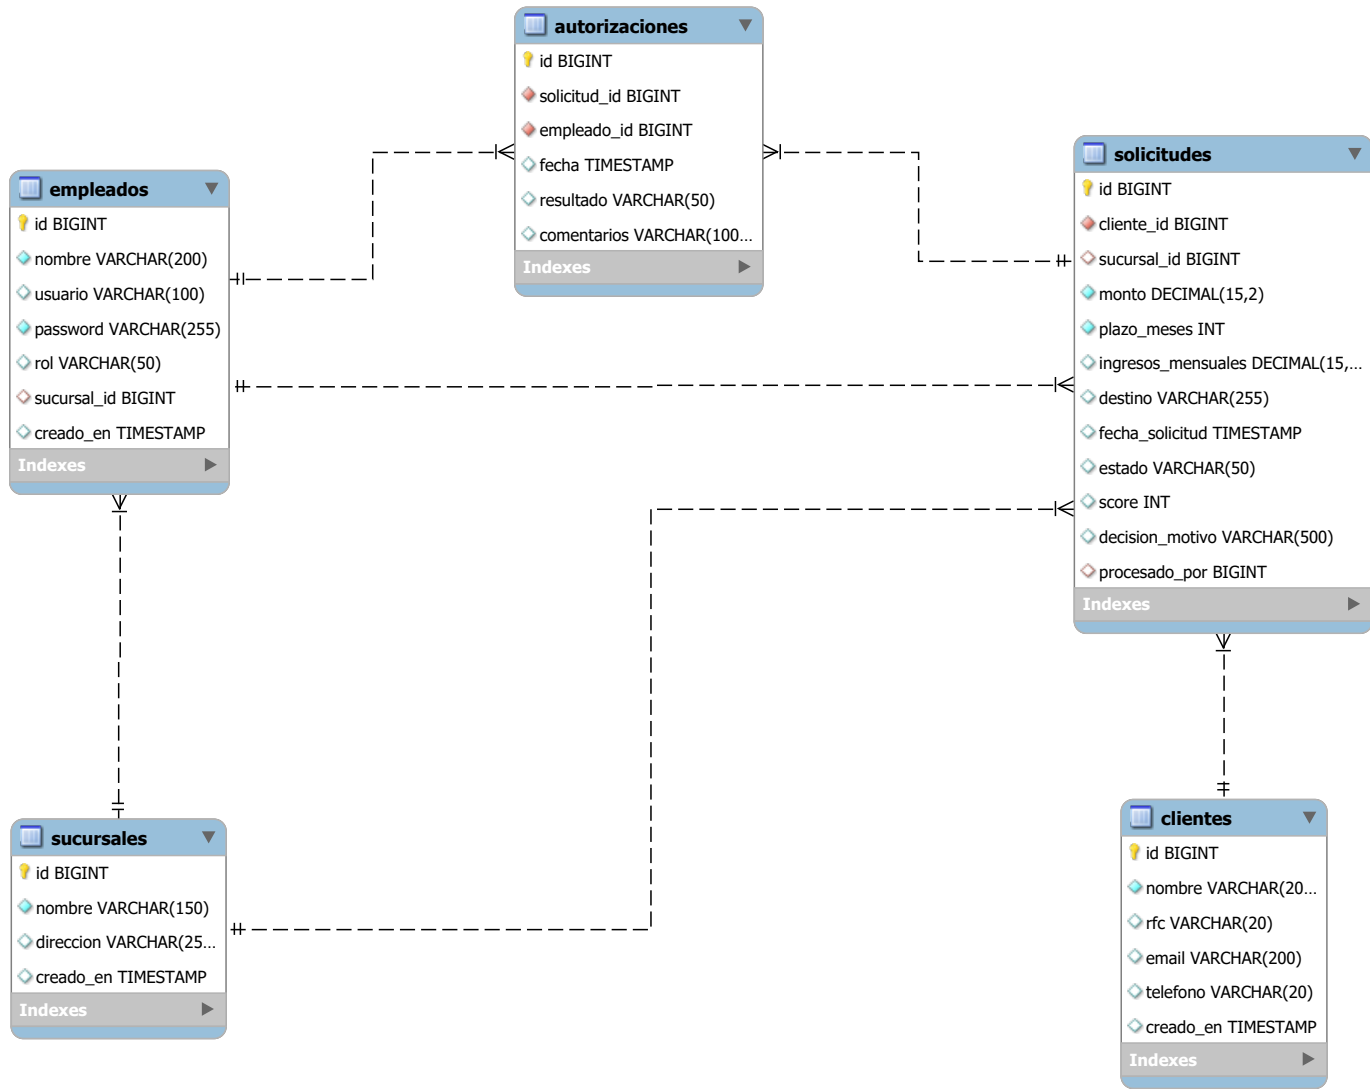 autorizaciones
id BIGINT
solicitud_id BIGINT
empleado_id BIGINT
fecha TIMESTAMP
resultado VARCHAR(50)
comentarios VARCHAR(100...
Indexes
empleados
id BIGINT
nombre VARCHAR(200)
usuario VARCHAR(100)
password VARCHAR(255)
rol VARCHAR(50)
sucursal_id BIGINT
creado_en TIMESTAMP
Indexes
solicitudes
id BIGINT
cliente_id BIGINT
sucursal_id BIGINT
monto DECIMAL(15,2)
plazo_meses INT
ingresos_mensuales DECIMAL(15,...
destino VARCHAR(255)
fecha_solicitud TIMESTAMP
estado VARCHAR(50)
score INT
decision_motivo VARCHAR(500)
procesado_por BIGINT
Indexes
sucursales
id BIGINT
nombre VARCHAR(150)
direccion VARCHAR(25...
creado_en TIMESTAMP
Indexes
clientes
id BIGINT
nombre VARCHAR(20...
rfc VARCHAR(20)
email VARCHAR(200)
telefono VARCHAR(20)
creado_en TIMESTAMP
Indexes